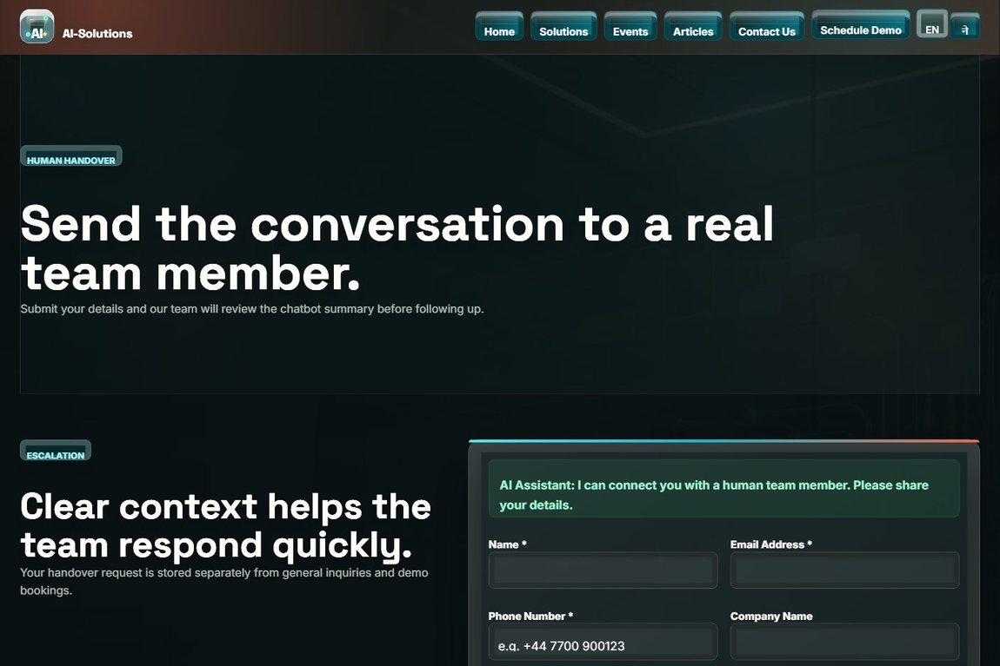 AI
AI-Solutions
Home
Solutions
Events
Articles
Contact Us
Schedule Demo
EN
ने
HUMAN HANDOVER
Send the conversation to a real
team member.
Submit your details and our team will review the chatbot summary before following up.
ESCALATION
Clear context helps the
team respond quickly.
Your handover request is stored separately from general inquiries and demo
bookings.
AI Assistant: I can connect you with a human team member. Please share
your details.
Name *
Email Address *
Phone Number *
Company Name
e.g. +44 7700 900123